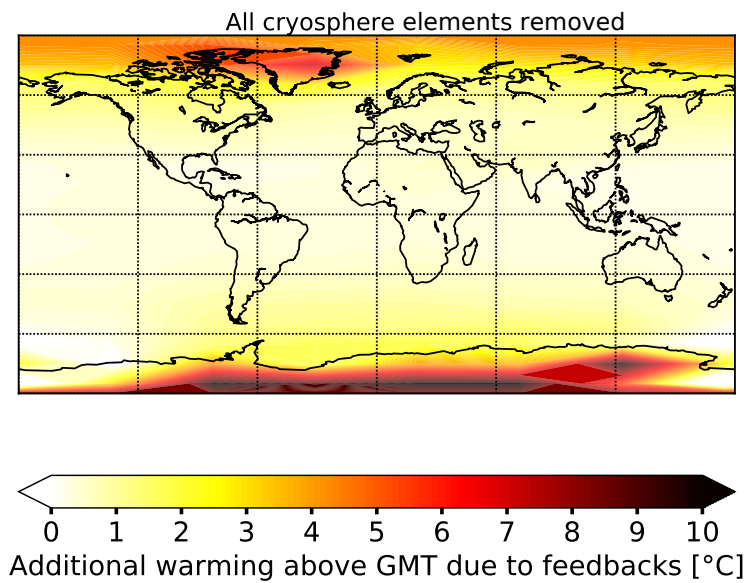 All cryosphere elements removed
0 1 2 3 4 5 6 7 8 9 10
Additional warming above GMT due to feedbacks [°C]